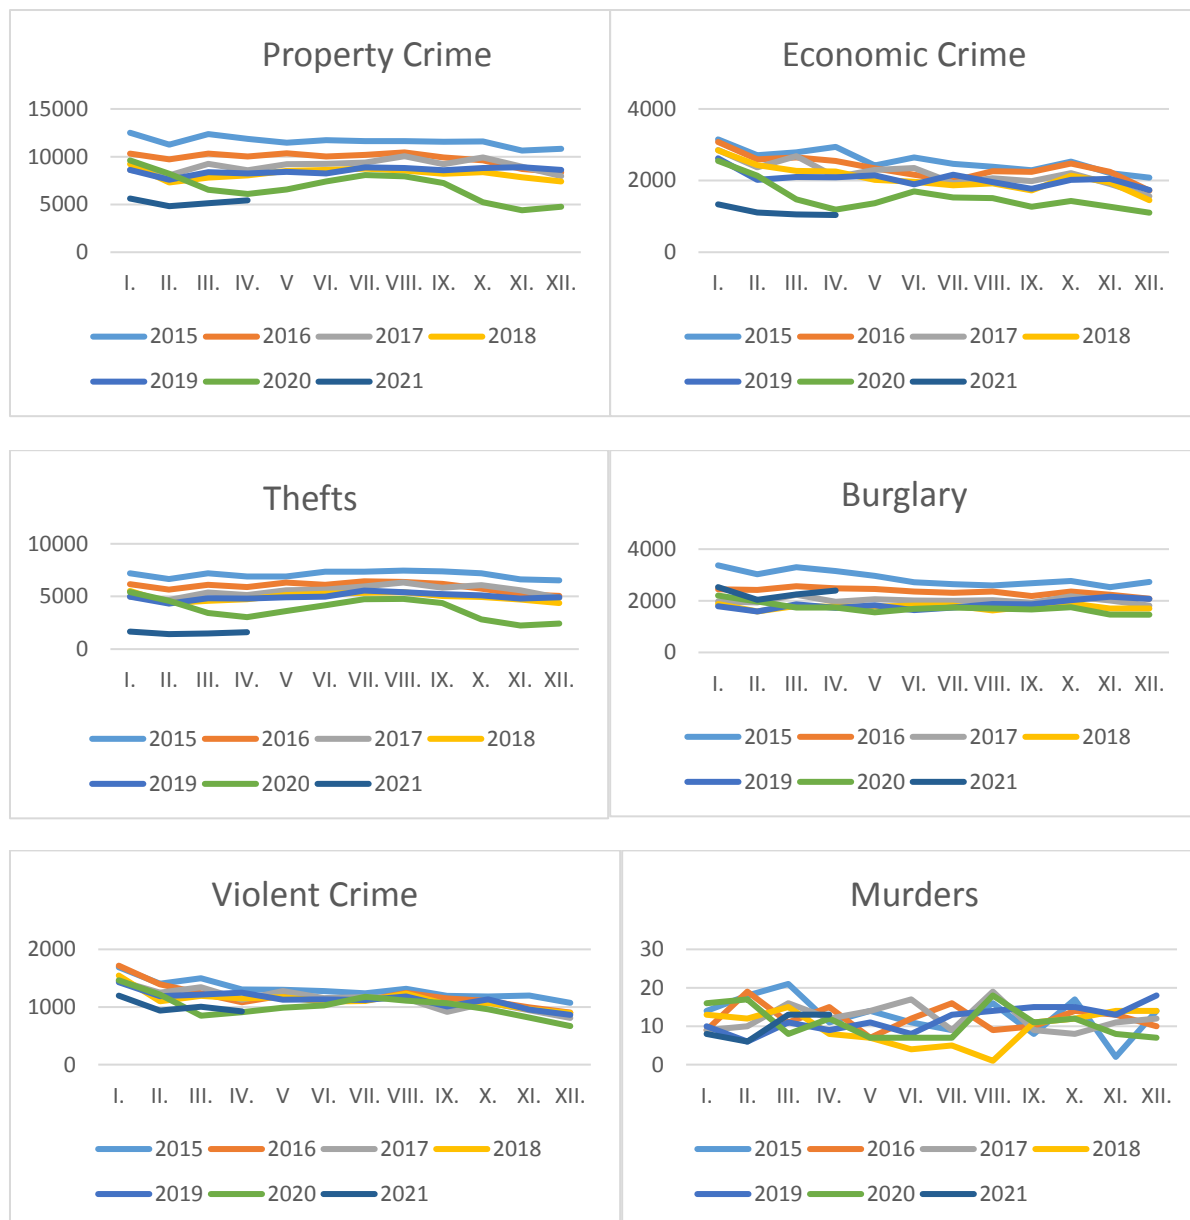 Property Crime
15000
10000
5000
0
I. II. III. IV. V VI. VII. VIII. IX. X. XI. XII.
2015 2016 2017 2018
2019 2020 2021
Economic Crime
4000
2000
0
I. II. III. IV. V VI. VII. VIII. IX. X. XI. XII.
2015 2016 2017 2018
2019 2020 2021
Thefts
10000
5000
0
I. II. III. IV. V VI. VII. VIII. IX. X. XI. XII.
2015 2016 2017 2018
2019 2020 2021
Burglary
4000
2000
0
I. II. III. IV. V VI. VII. VIII. IX. X. XI. XII.
2015 2016 2017 2018
2019 2020 2021
Violent Crime
2000
1000
0
I. II. III. IV. V VI. VII. VIII. IX. X. XI. XII.
2015 2016 2017 2018
2019 2020 2021
Murders
30
20
10
0
I. II. III. IV. V VI. VII. VIII. IX. X. XI. XII.
2015 2016 2017 2018
2019 2020 2021